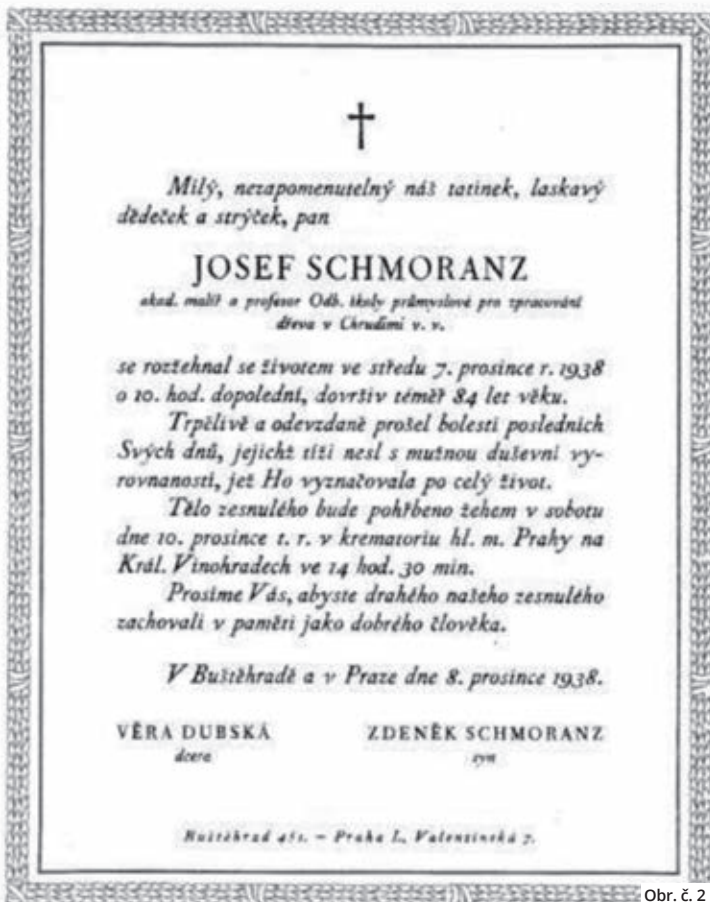 Milý, nezapomenutelný náš tatínek, laskavý
dědeček a strýček, pan
JOSEF SCHMORANZ
akad. malíř a profesor Odb. školy průmyslové pro zpracování
dřeva v Chrudimi v. v.
se rozžehnal se životem ve středu 7. prosince r. 1938
o 10. hod. dopolední, dovršiv téměř 84 let věku.
Trpělivě a odevzdaně prošel bolestí posledních
Svých dnů, jejichž tíži nesl s mužnou duševní vy-
rovnaností, jež Ho vyznačovala po celý život.
Tělo zesnulého bude pohřbeno žehem v sobotu
dne 10. prosince t. r. v krematoriu hl. m. Prahy na
Král. Vinohradech ve 14 hod. 30 min.
Prosíme Vás, abyste drahého našeho zesnulého
zachovali v paměti jako dobrého člověka.
V Buštěhradě a v Praze dne 8. prosince 1938.
VĚRA DUBSKÁ ZDENĚK SCHMORANZ
dcera syn
Buštěhrad – Praha I., Valentinská 7.
Obr. č. 2